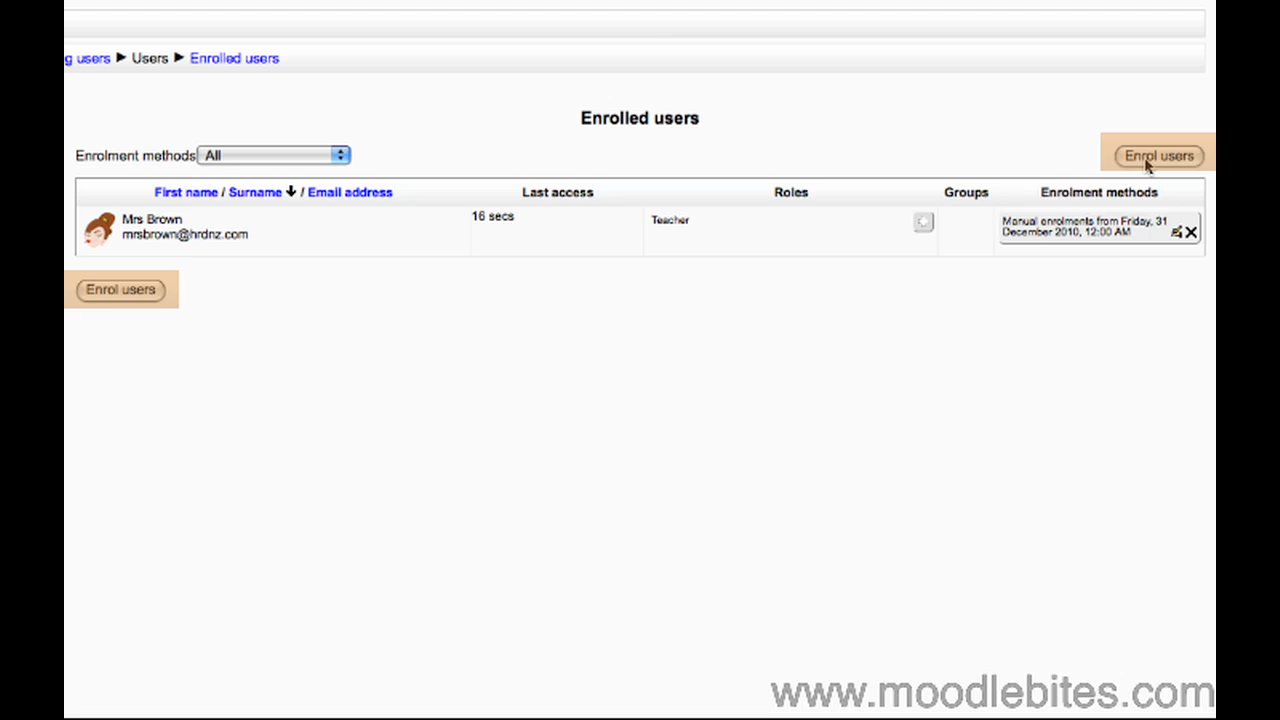 g users ► Users ► Enrolled users
Enrolled users
Enrolment methods All
Enrol users
First name / Surname ↓ / Email address Last access Roles Groups Enrolment methods
Mrs Brown
mrsbrown@hrdnz.com
16 secs
Teacher
Manual enrolments from Friday, 31
December 2010, 12:00 AM
Enrol users
www.moodlebites.com